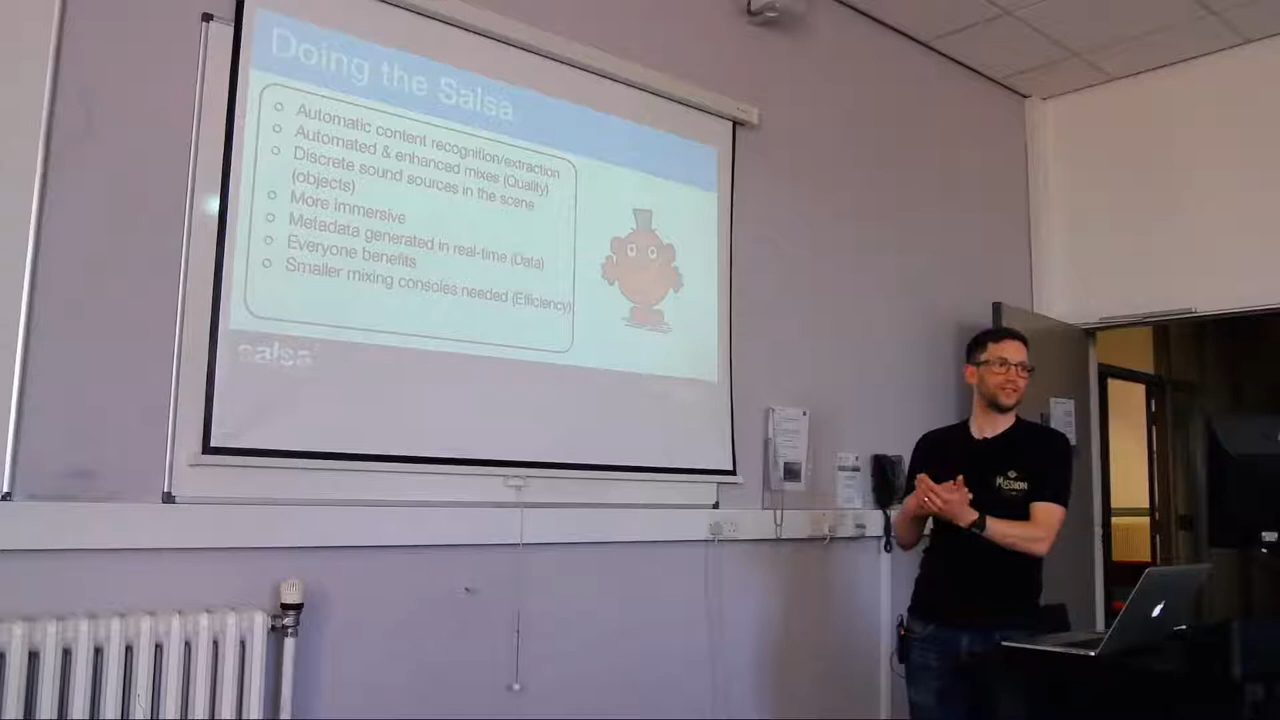 Doing the Salsa
Automatic content recognition/extraction
Automated & enhanced mixes (Quality)
Discrete sound sources in the scene
(objects)
More immersive
Metadata generated in real-time (Data)
Everyone benefits
Smaller mixing consoles needed (Efficiency)
salsa
MISSION